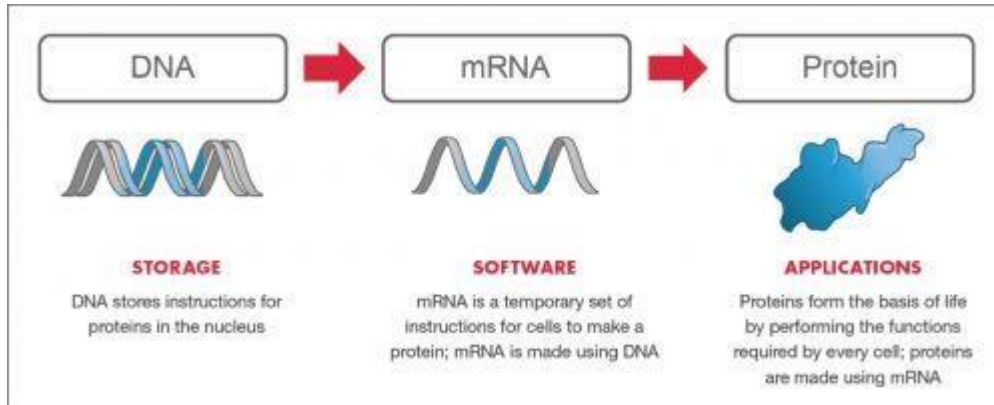 DNA
mRNA
Protein
STORAGE
DNA stores instructions for
proteins in the nucleus
SOFTWARE
mRNA is a temporary set of
instructions for cells to make a
protein; mRNA is made using DNA
APPLICATIONS
Proteins form the basis of life
by performing the functions
required by every cell; proteins
are made using mRNA